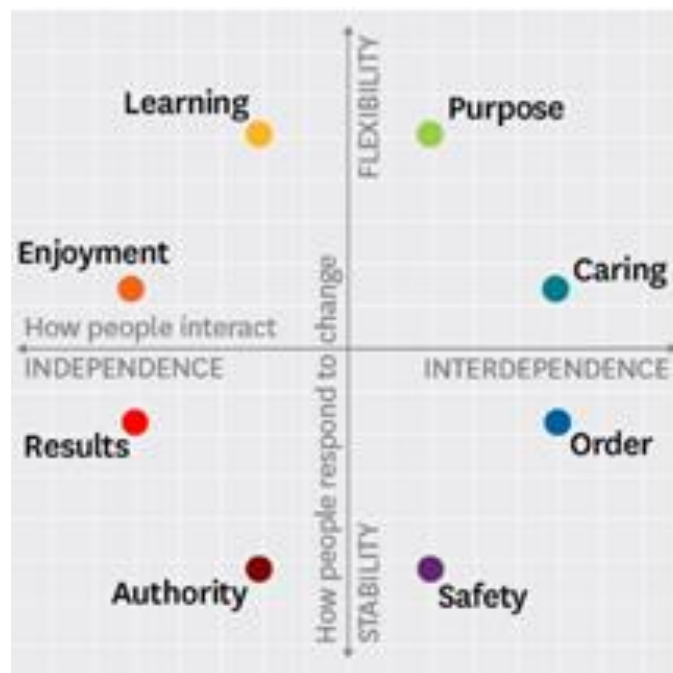 Learning
Purpose
FLEXIBILITY
Enjoyment
Caring
How people interact
INDEPENDENCE
INTERDEPENDENCE
How people respond to change
Results
Order
Authority
Safety
STABILITY